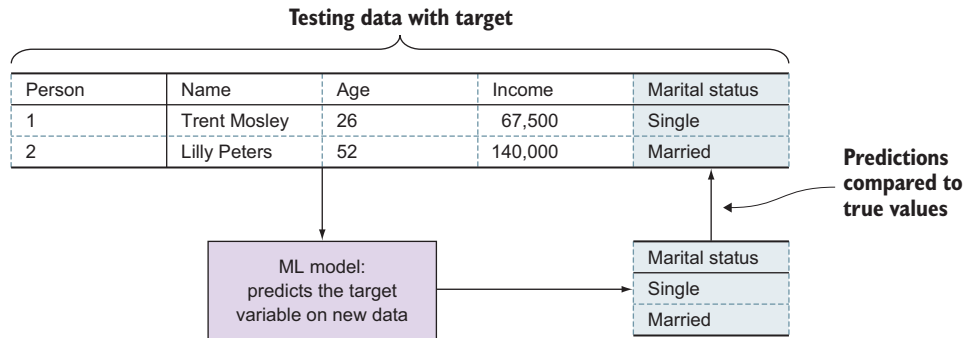 Testing data with target
Person Name Age Income Marital status
1 Trent Mosley 26 67,500 Single
2 Lilly Peters 52 140,000 Married
Predictions
compared to
true values
ML model:
predicts the target
variable on new data
Marital status
Single
Married